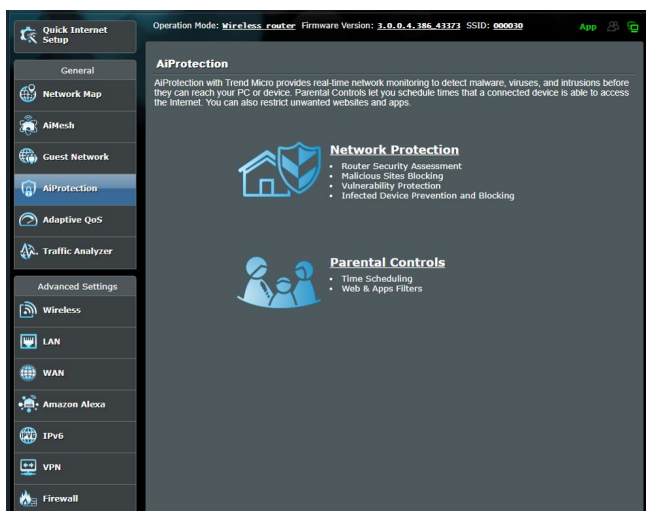 Quick Internet
Setup
Operation Mode: Wireless router Firmware Version: 3.0.0.4.386_43373 SSID: 000030
App
General
Network Map
AiMesh
Guest Network
AiProtection
Adaptive QoS
Traffic Analyzer
Advanced Settings
Wireless
LAN
WAN
Amazon Alexa
IPv6
VPN
Firewall
AiProtection
AiProtection with Trend Micro provides real-time network monitoring to detect malware, viruses, and intrusions before
they can reach your PC or device. Parental Controls let you schedule times that a connected device is able to access
the Internet. You can also restrict unwanted websites and apps.
Network Protection
• Router Security Assessment
• Malicious Sites Blocking
• Vulnerability Protection
• Infected Device Prevention and Blocking
Parental Controls
• Time Scheduling
• Web & Apps Filters